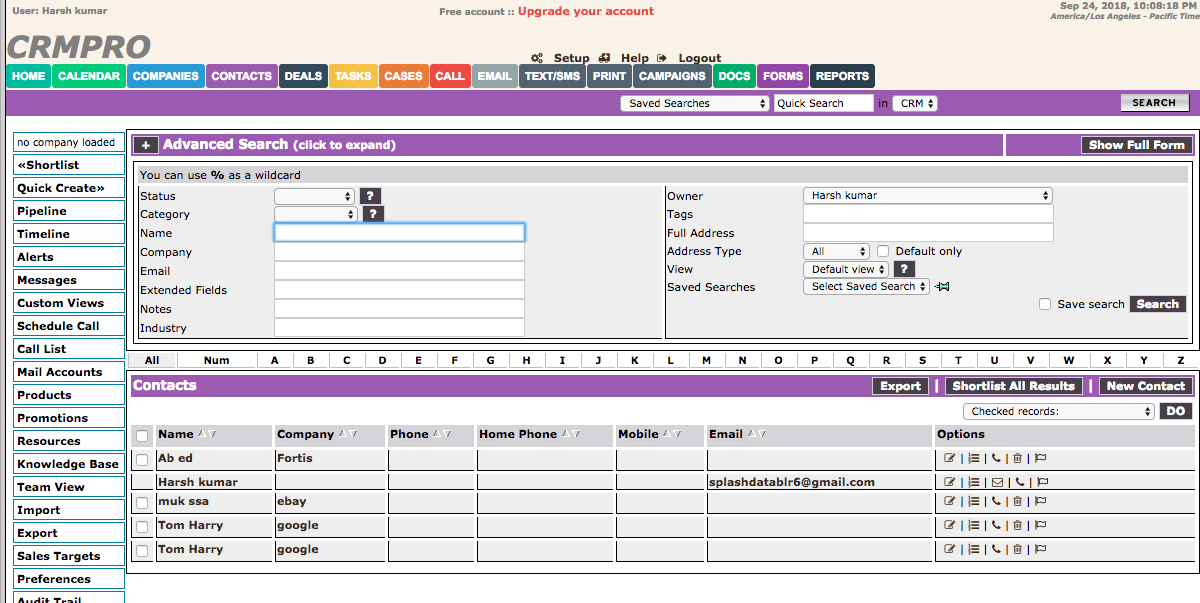 User: Harsh kumar
Free account :: Upgrade your account
Sep 24, 2018, 10:08:18 PM
America/Los Angeles - Pacific Time
CRMPRO
Setup Help Logout
HOME CALENDAR COMPANIES CONTACTS DEALS TASKS CASES CALL EMAIL TEXT/SMS PRINT CAMPAIGNS DOCS FORMS REPORTS
Saved Searches Quick Search in CRM SEARCH
no company loaded
«Shortlist
Quick Create»
Pipeline
Timeline
Alerts
Messages
Custom Views
Schedule Call
Call List
Mail Accounts
Products
Promotions
Resources
Knowledge Base
Team View
Import
Export
Sales Targets
Preferences
Audit Trail
+ Advanced Search (click to expand) Show Full Form
You can use % as a wildcard
Status ?
Category ?
Name
Company
Email
Extended Fields
Notes
Industry
Owner Harsh kumar
Tags
Full Address
Address Type All Default only
View Default view ?
Saved Searches Select Saved Search
Save search Search
All Num A B C D E F G H I J K L M N O P Q R S T U V W X Y Z
Contacts Export | Shortlist All Results | New Contact
Checked records: DO
Name Company Phone Home Phone Mobile Email Options
Ab ed Fortis
Harsh kumar splashdatablr6@gmail.com
muk ssa ebay
Tom Harry google
Tom Harry google